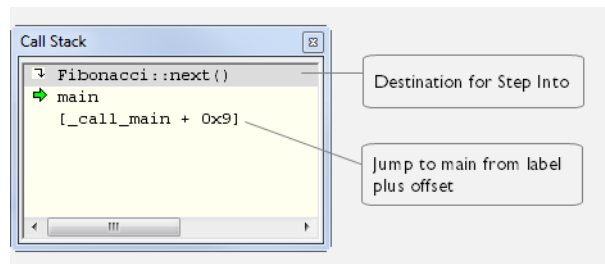 Call Stack
Fibonacci::next()
main
[_call_main + 0x9]
Destination for Step Into
Jump to main from label
plus offset